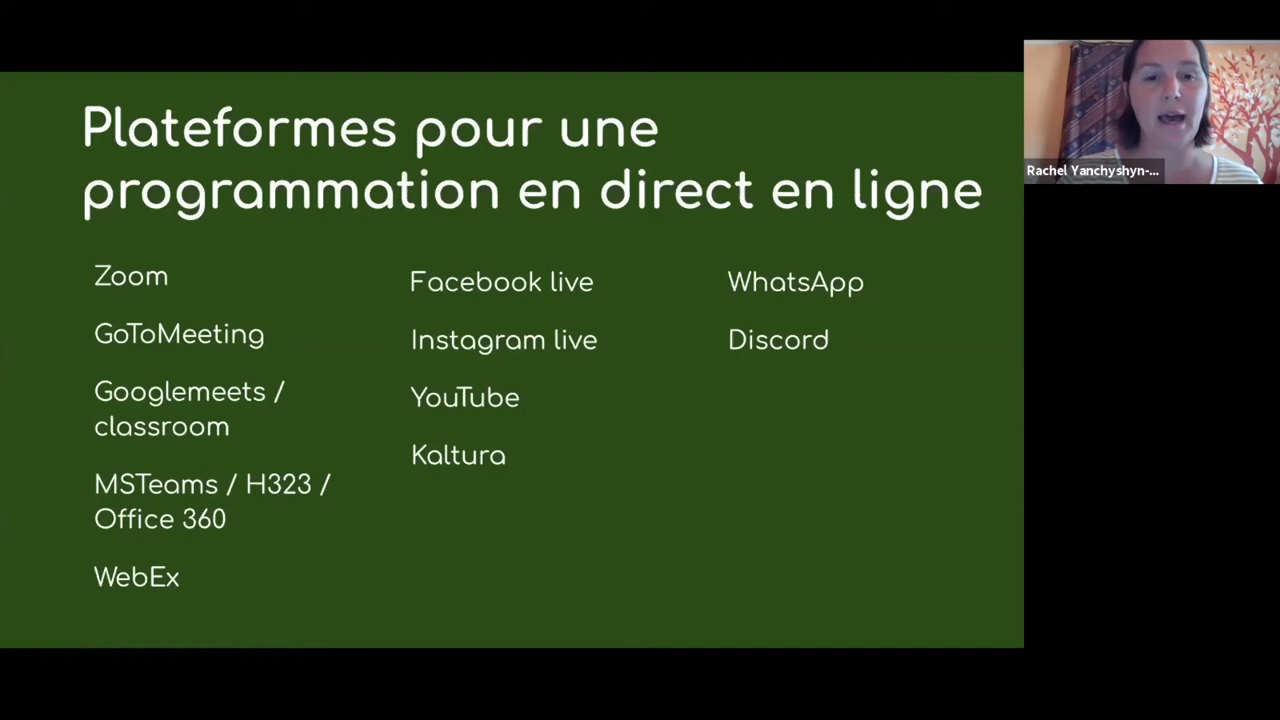 Plateformes pour une
programmation en direct en ligne
Zoom
GoToMeeting
Googlemeets /
classroom
MSTeams / H323 /
Office 360
WebEx
Facebook live
Instagram live
YouTube
Kaltura
WhatsApp
Discord
Rachel Yanchyshyn-...